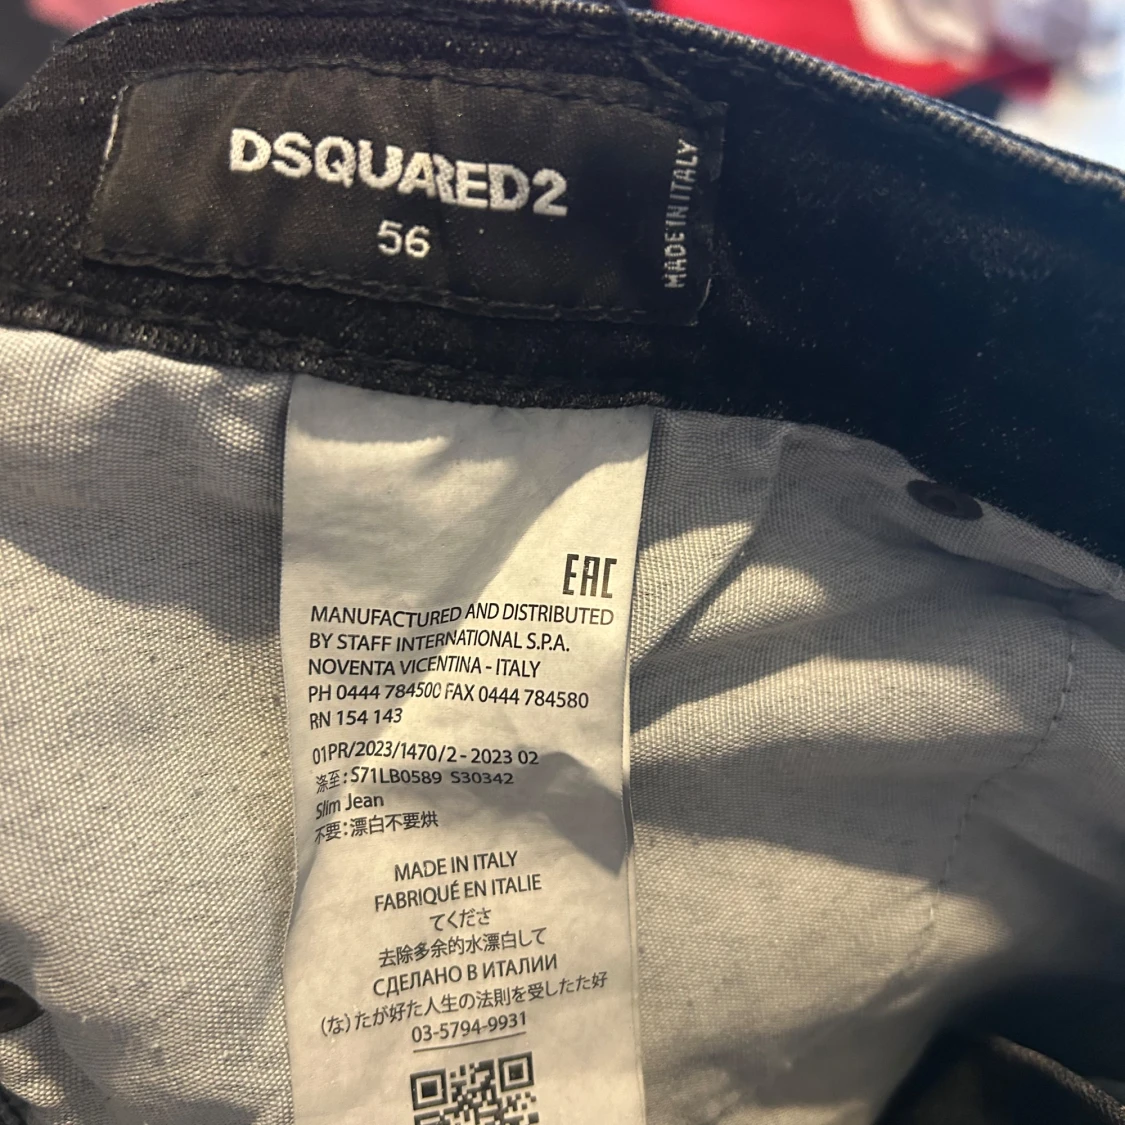 DSQUARED2
56
MADE IN ITALY
EAC
MANUFACTURED AND DISTRIBUTED
BY STAFF INTERNATIONAL S.P.A.
NOVENTA VICENTINA - ITALY
PH 0444 784500 FAX 0444 784580
RN 154 143
01PR/2023/1470/2 - 2023 02
涤至: S71LB0589 S30342
Slim Jean
不要:漂白不要烘
MADE IN ITALY
FABRIQUÉ EN ITALIE
てくださ
去除多余的水漂白して
СДЕЛАНО В ИТАЛИИ
(な)たが好た人生の法則を受したた好
03-5794-9931